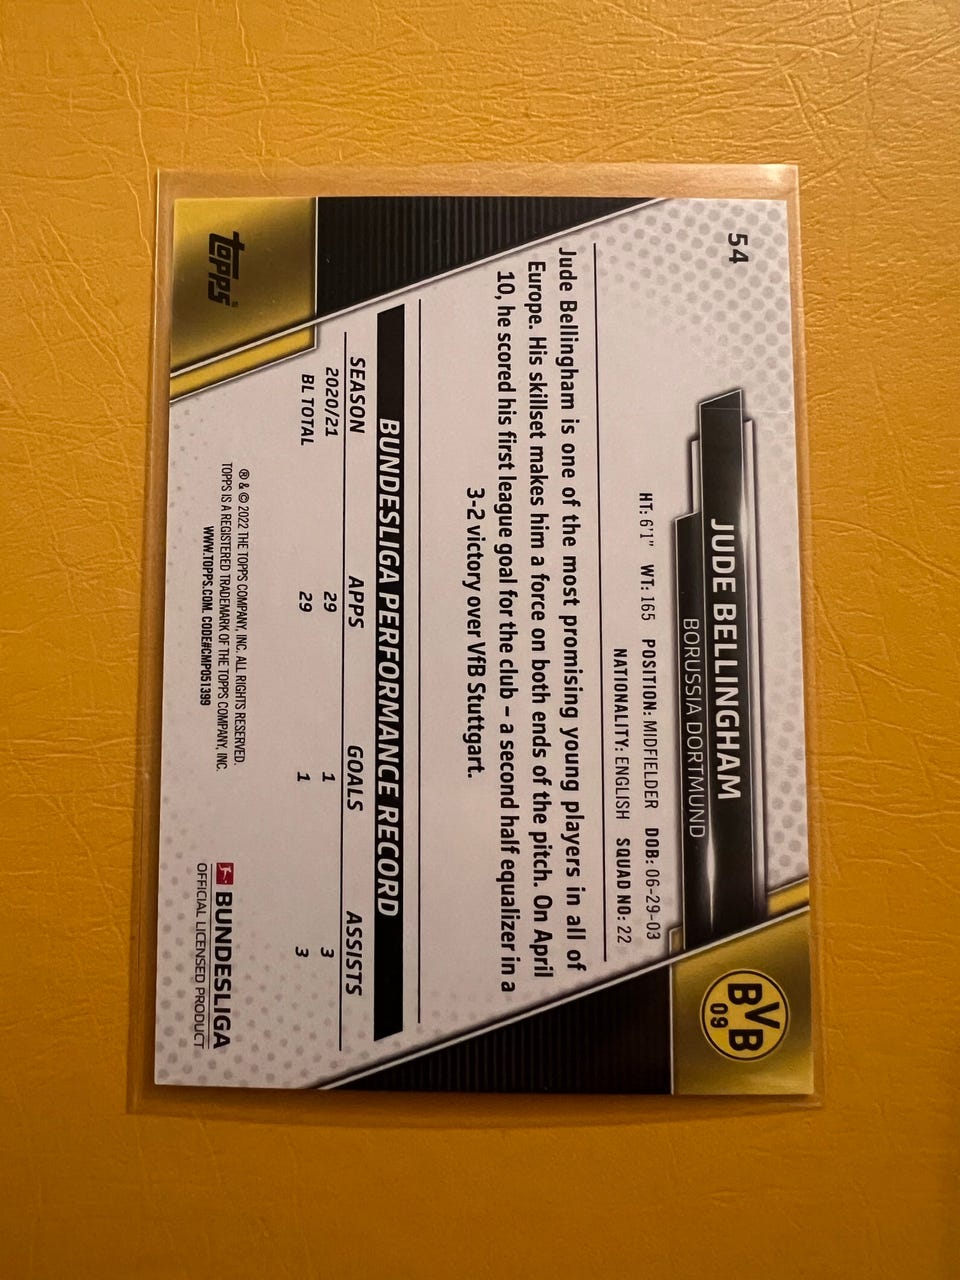 54
JUDE BELLINGHAM
BORUSSIA DORTMUND
BVB
09
HT: 6'1" WT: 165 POSITION: MIDFIELDER DOB: 06-29-03
NATIONALITY: ENGLISH SQUAD NO: 22
Jude Bellingham is one of the most promising young players in all of
Europe. His skillset makes him a force on both ends of the pitch. On April
10, he scored his first league goal for the club – a second half equalizer in a
3-2 victory over VfB Stuttgart.
BUNDESLIGA PERFORMANCE RECORD
SEASON APPS GOALS ASSISTS
2020/21 29 1 3
BL TOTAL 29 1 3
topps®
® & © 2022 THE TOPPS COMPANY, INC. ALL RIGHTS RESERVED.
TOPPS IS A REGISTERED TRADEMARK OF THE TOPPS COMPANY, INC.
WWW.TOPPS.COM. CODE#CMP051399
BUNDESLIGA
OFFICIAL LICENSED PRODUCT